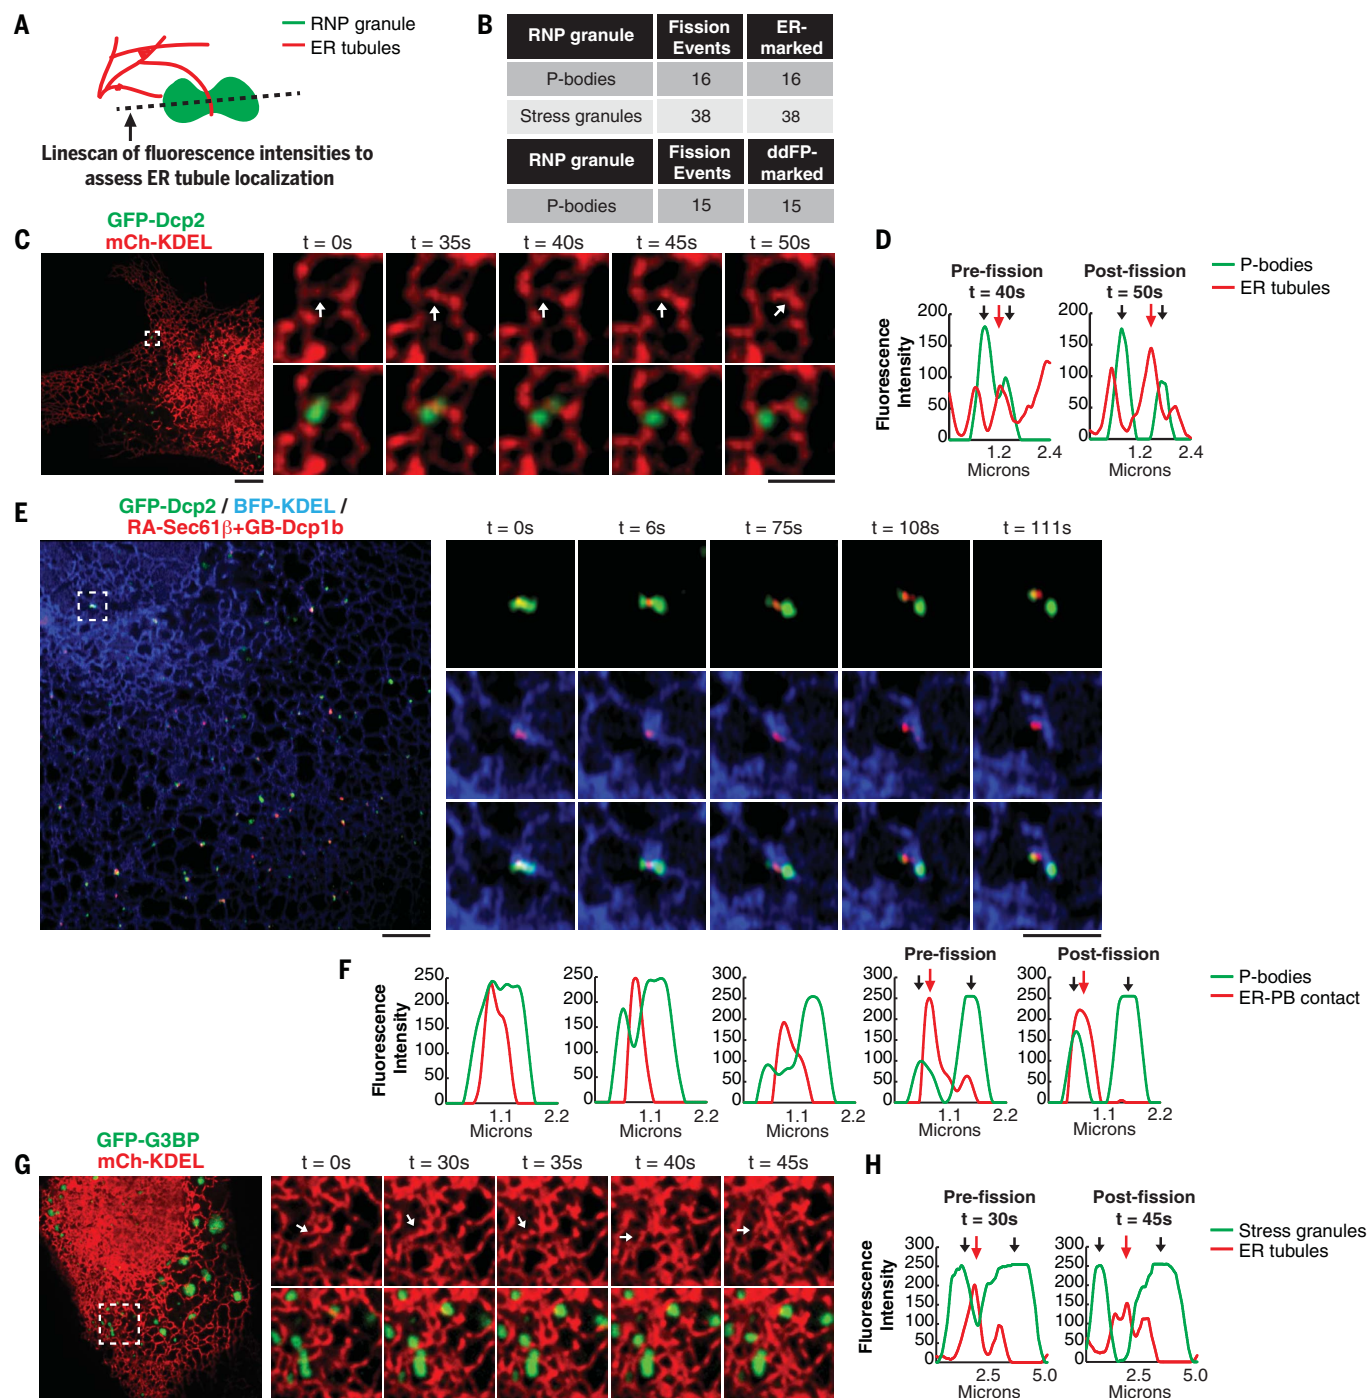 A
RNP granule
ER tubules
Linescan of fluorescence intensities to
assess ER tubule localization
B
RNP granule Fission Events ER-marked
P-bodies 16 16
Stress granules 38 38
RNP granule Fission Events ddFP-marked
P-bodies 15 15
C
GFP-Dcp2
mCh-KDEL
t = 0s t = 35s t = 40s t = 45s t = 50s
D
Pre-fission Post-fission
t = 40s t = 50s
P-bodies
ER tubules
Fluorescence
Intensity
200 200
150 150
100 100
50 50
0 0
1.2 2.4 1.2 2.4
Microns Microns
E
GFP-Dcp2 / BFP-KDEL /
RA-Sec61β+GB-Dcp1b
t = 0s t = 6s t = 75s t = 108s t = 111s
F
Pre-fission Post-fission
P-bodies
ER-PB contact
Fluorescence
Intensity
250 250 300 300 300
200 200 250 250 250
150 150 200 200 200
100 100 150 150 150
50 50 100 100 100
0 0 50 50 50
0 0 0
1.1 2.2 1.1 2.2 1.1 2.2 1.1 2.2 1.1 2.2
Microns Microns Microns Microns Microns
G
GFP-G3BP
mCh-KDEL
t = 0s t = 30s t = 35s t = 40s t = 45s
H
Pre-fission Post-fission
t = 30s t = 45s
Stress granules
ER tubules
Fluorescence
Intensity
300 300
250 250
200 200
150 150
100 100
50 50
0 0
2.5 5.0 2.5 5.0
Microns Microns